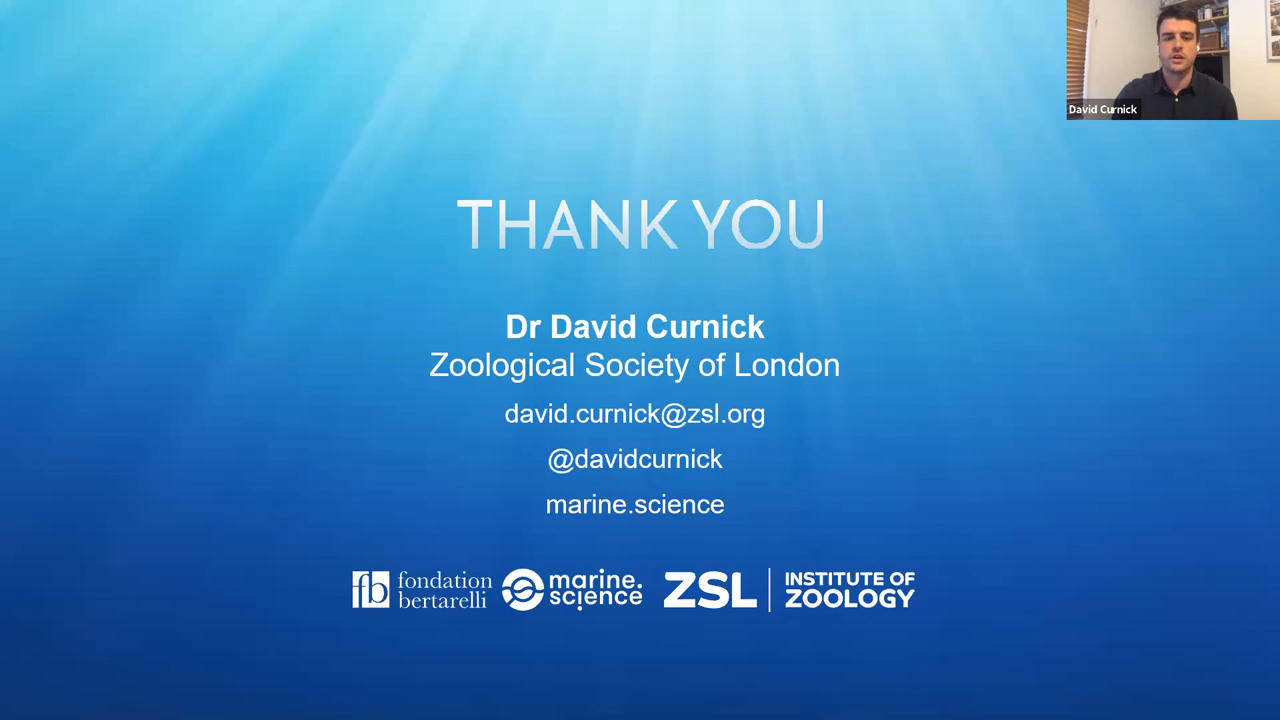 David Curnick
THANK YOU
Dr David Curnick
Zoological Society of London
david.curnick@zsl.org
@davidcurnick
marine.science
fb fondation bertarelli
marine.science
ZSL INSTITUTE OF ZOOLOGY